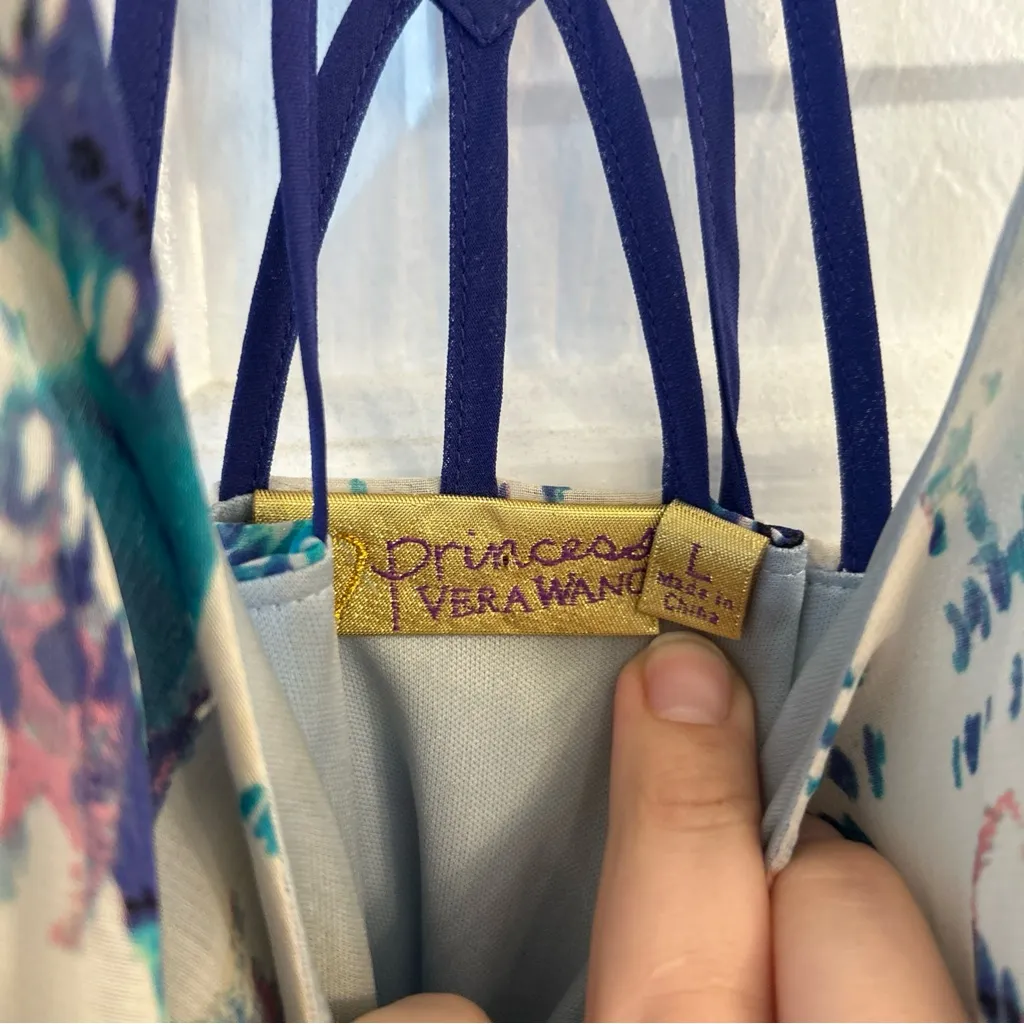 princess
VERA WANG
L
Made in
China